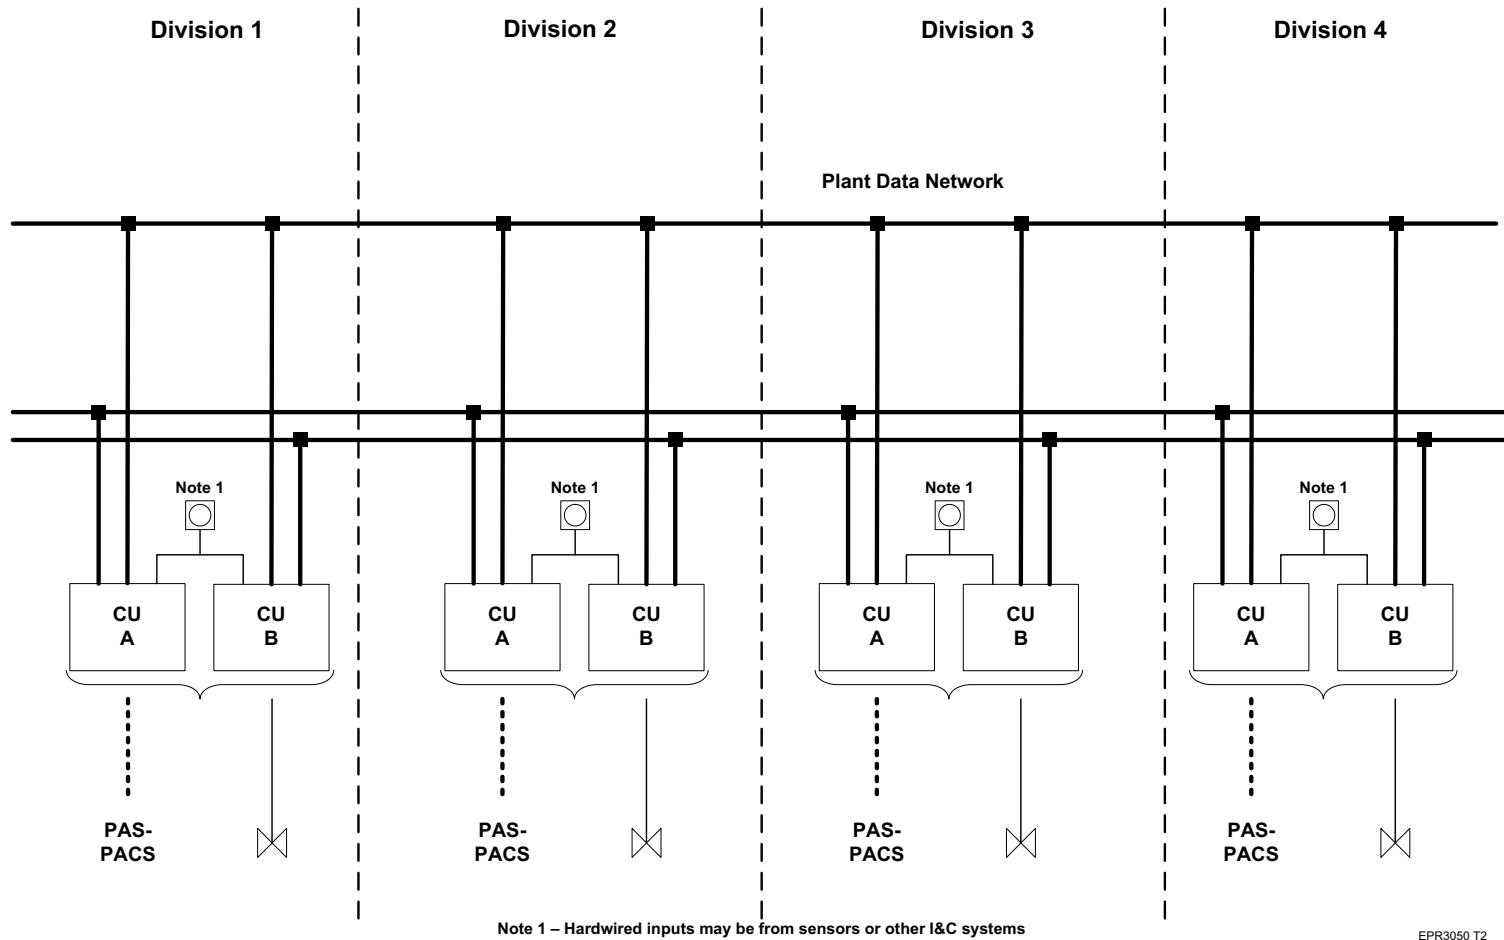 Division 1
Division 2
Division 3
Division 4
Plant Data Network
Note 1
Note 1
Note 1
Note 1
CU
A
CU
B
CU
A
CU
B
CU
A
CU
B
CU
A
CU
B
PAS-
PACS
PAS-
PACS
PAS-
PACS
PAS-
PACS
Note 1 – Hardwired inputs may be from sensors or other I&C systems
EPR3050 T2